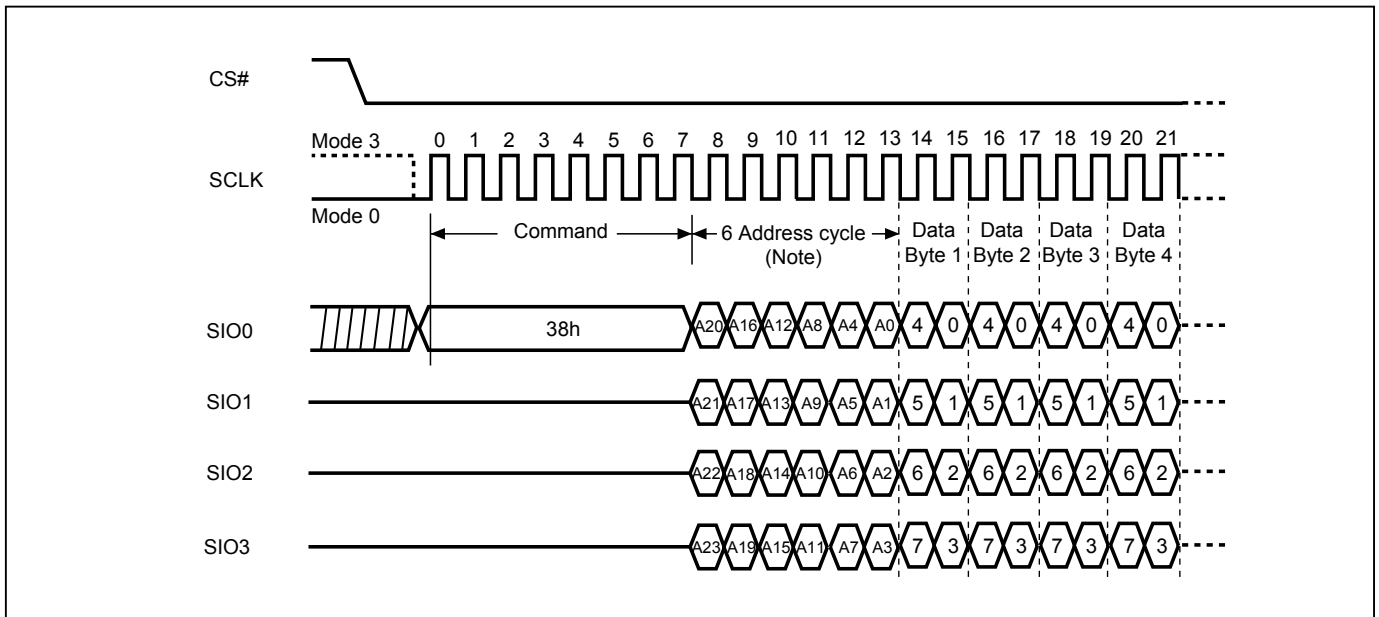 CS#
Mode 3 0 1 2 3 4 5 6 7 8 9 10 11 12 13 14 15 16 17 18 19 20 21
SCLK
Mode 0
Command 6 Address cycle Data Data Data Data
(Note) Byte 1 Byte 2 Byte 3 Byte 4
SIO0 38h A20 A16 A12 A8 A4 A0 4 0 4 0 4 0 4 0
SIO1 A21 A17 A13 A9 A5 A1 5 1 5 1 5 1 5 1
SIO2 A22 A18 A14 A10 A6 A2 6 2 6 2 6 2 6 2
SIO3 A23 A19 A15 A11 A7 A3 7 3 7 3 7 3 7 3